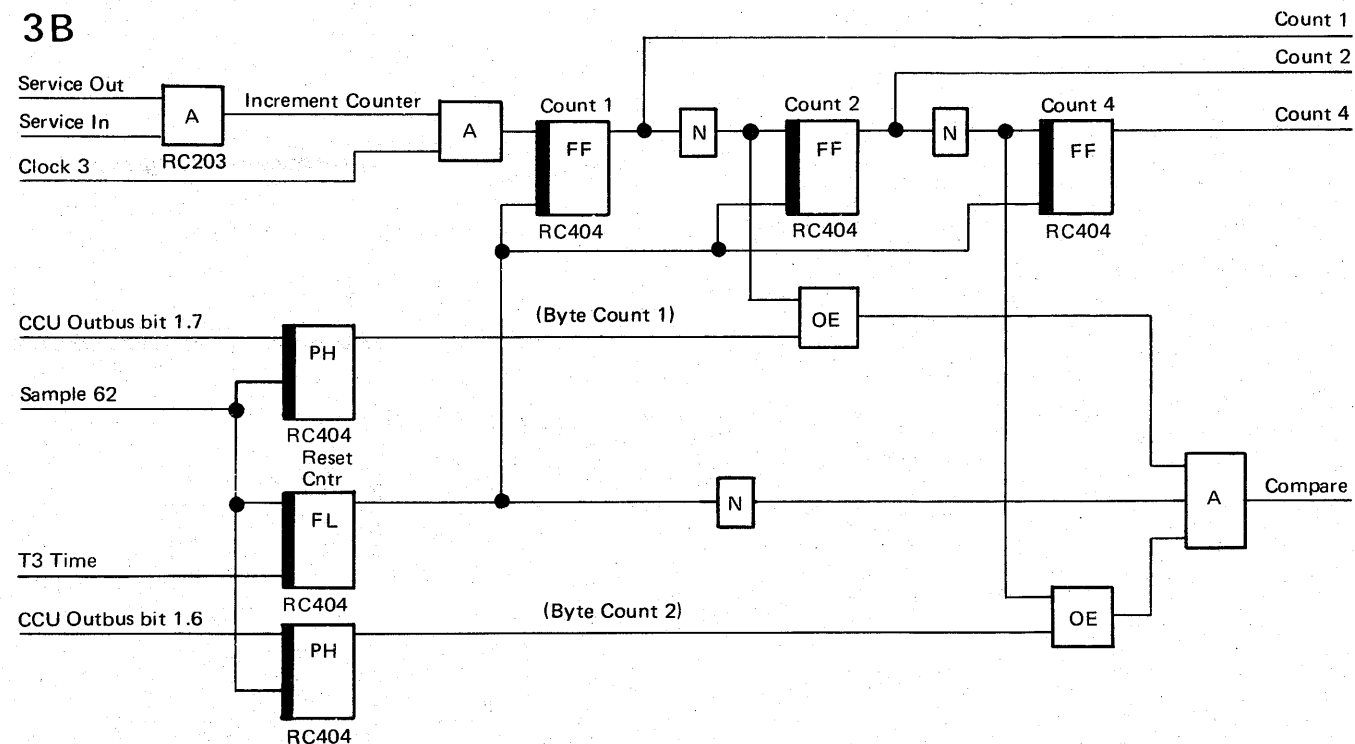 3B
Count 1
Count 2
Service Out
Increment Counter
Count 1
Count 2
Count 4
Count 4
A
A
N
N
Service In
FF
FF
FF
RC203
Clock 3
RC404
RC404
RC404
CCU Outbus bit 1.7
(Byte Count 1)
OE
PH
Sample 62
RC404
Reset
Cntr
Compare
FL
N
A
T3 Time
RC404
CCU Outbus bit 1.6
(Byte Count 2)
OE
PH
RC404